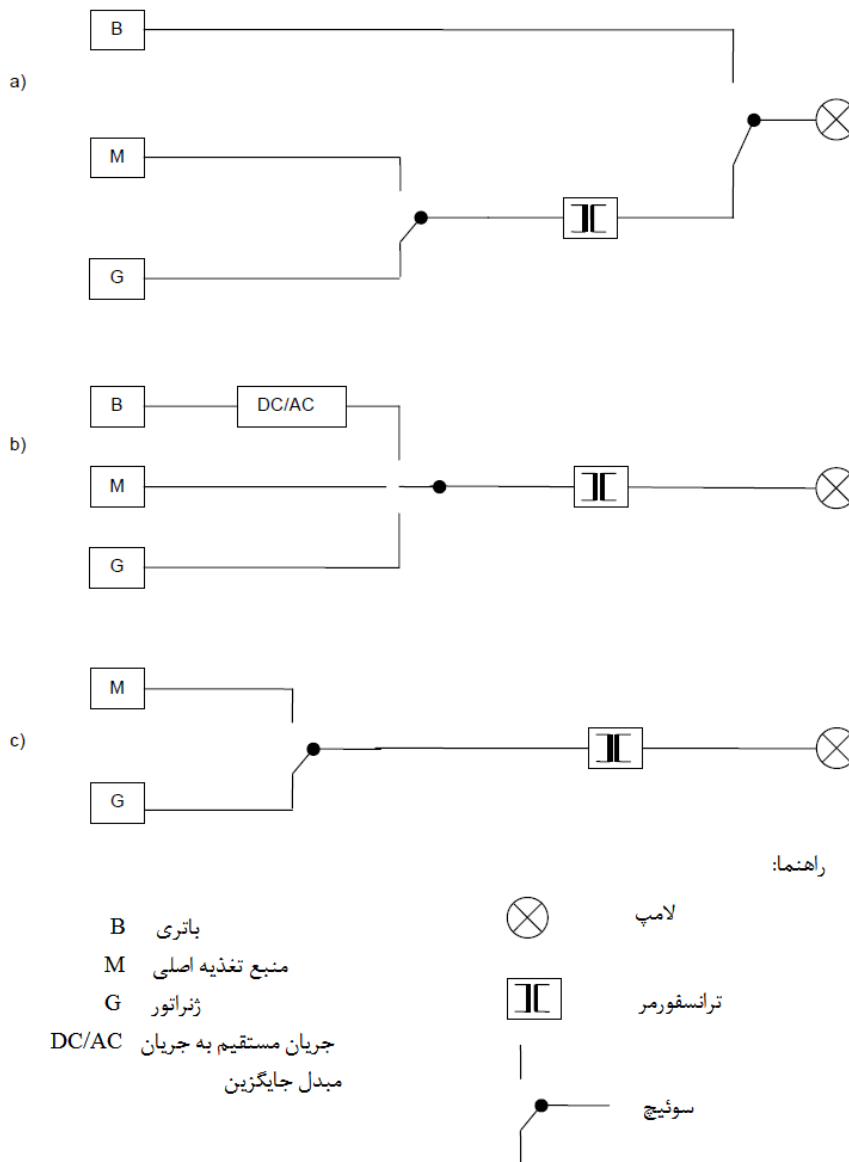 B
a)
M
G
B DC/AC
b)
M
G
M
c)
G
راهنما:
لامپ
ترانسفورمر
سوئیچ
B باتری
M منبع تغذیه اصلی
G ژنراتور
DC/AC جریان مستقیم به جریان
مبدل جایگزین